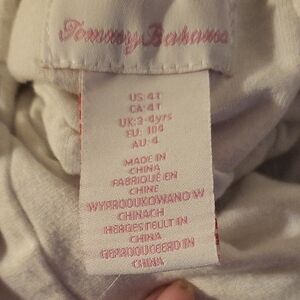 Tommy Bahama
US: 4T
CA: 4T
UK: 3-4yrs
EU: 104
AU: 4
MADE IN
CHINA
FABRIQUÉ EN
CHINE
WYPRODUKOWANO W
CHINACH
HERGESTELLT IN
CHINA
GEPRODUCEERD IN
CHINA